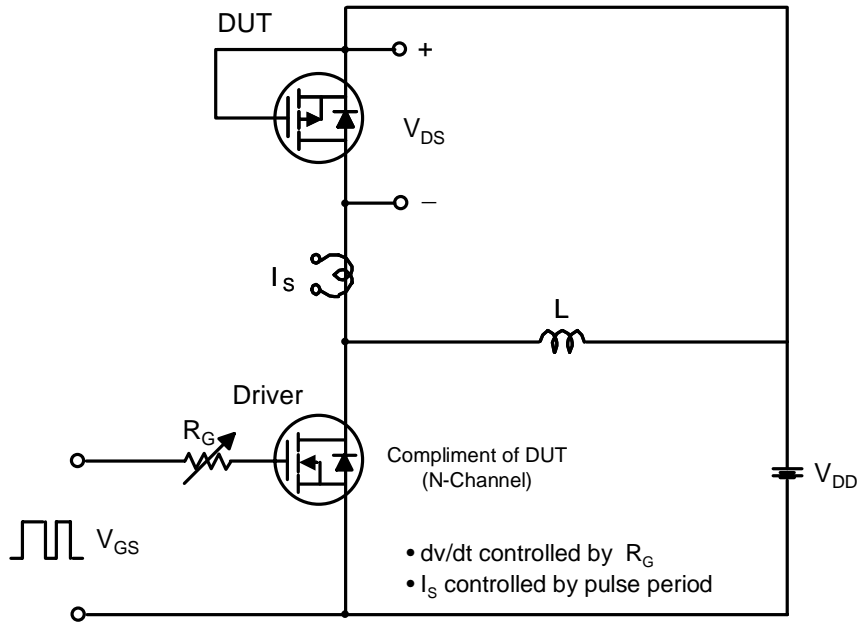 DUT
+
V_DS
−
I_S
L
Driver
R_G
Compliment of DUT
(N-Channel)
V_DD
V_GS
• dv/dt controlled by R_G
• I_S controlled by pulse period